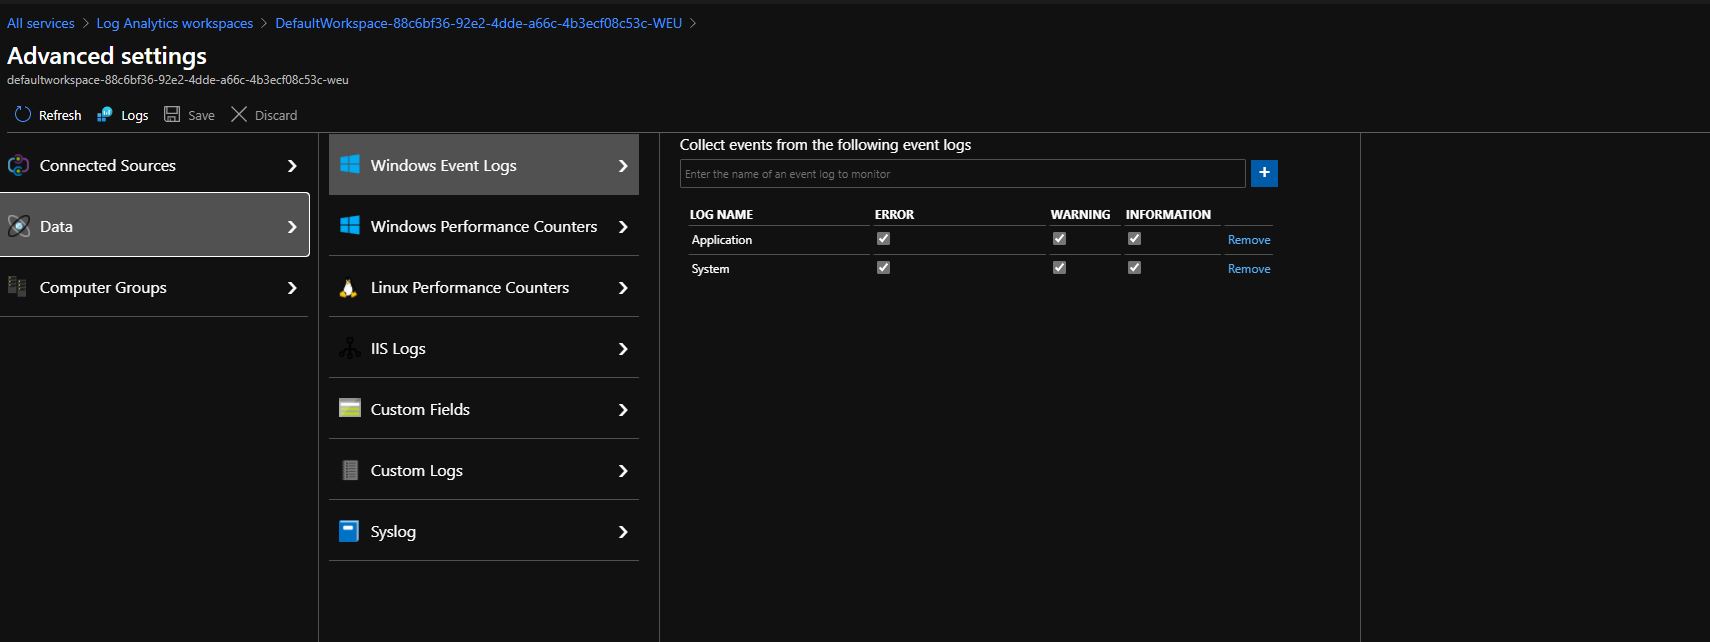 All services > Log Analytics workspaces > DefaultWorkspace-88c6bf36-92e2-4dde-a66c-4b3ecf08c53c-WEU >
Advanced settings
defaultworkspace-88c6bf36-92e2-4dde-a66c-4b3ecf08c53c-weu
Refresh Logs Save Discard
Connected Sources
Data
Computer Groups
Windows Event Logs
Windows Performance Counters
Linux Performance Counters
IIS Logs
Custom Fields
Custom Logs
Syslog
Collect events from the following event logs
Enter the name of an event log to monitor
LOG NAME ERROR WARNING INFORMATION
Application Remove
System Remove